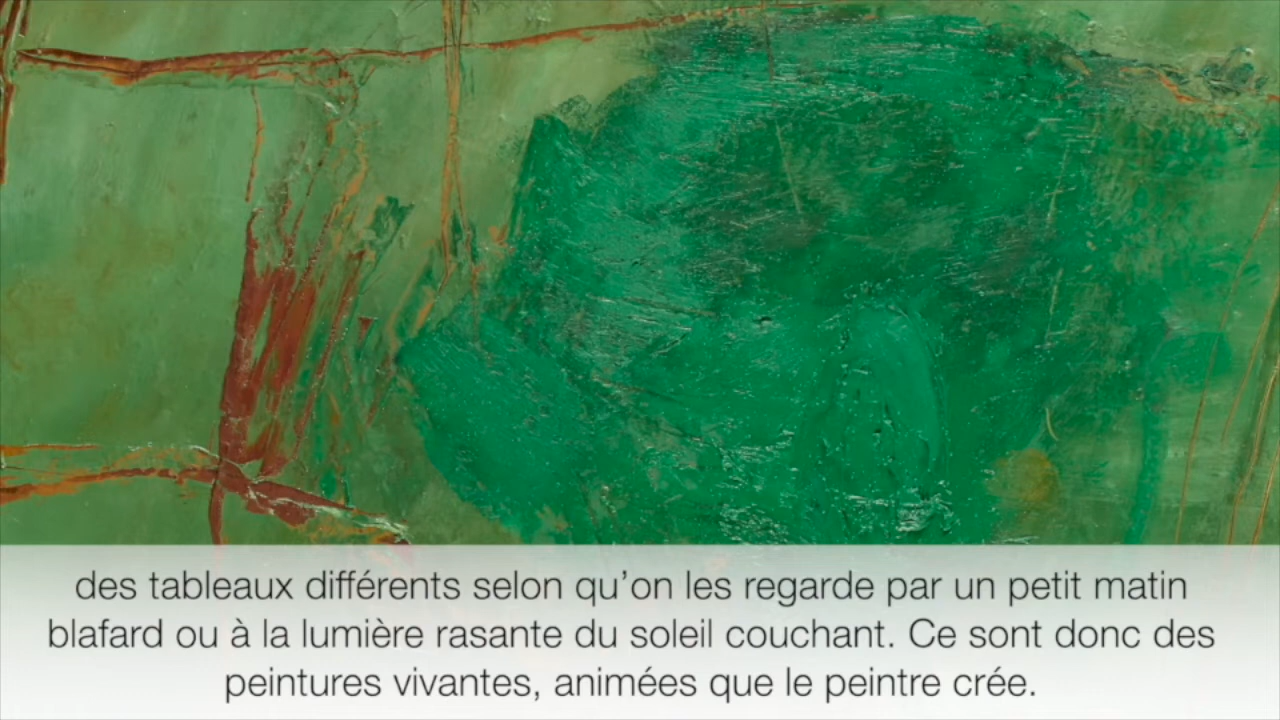 des tableaux différents selon qu’on les regarde par un petit matin
blafard ou à la lumière rasante du soleil couchant. Ce sont donc des
peintures vivantes, animées que le peintre crée.